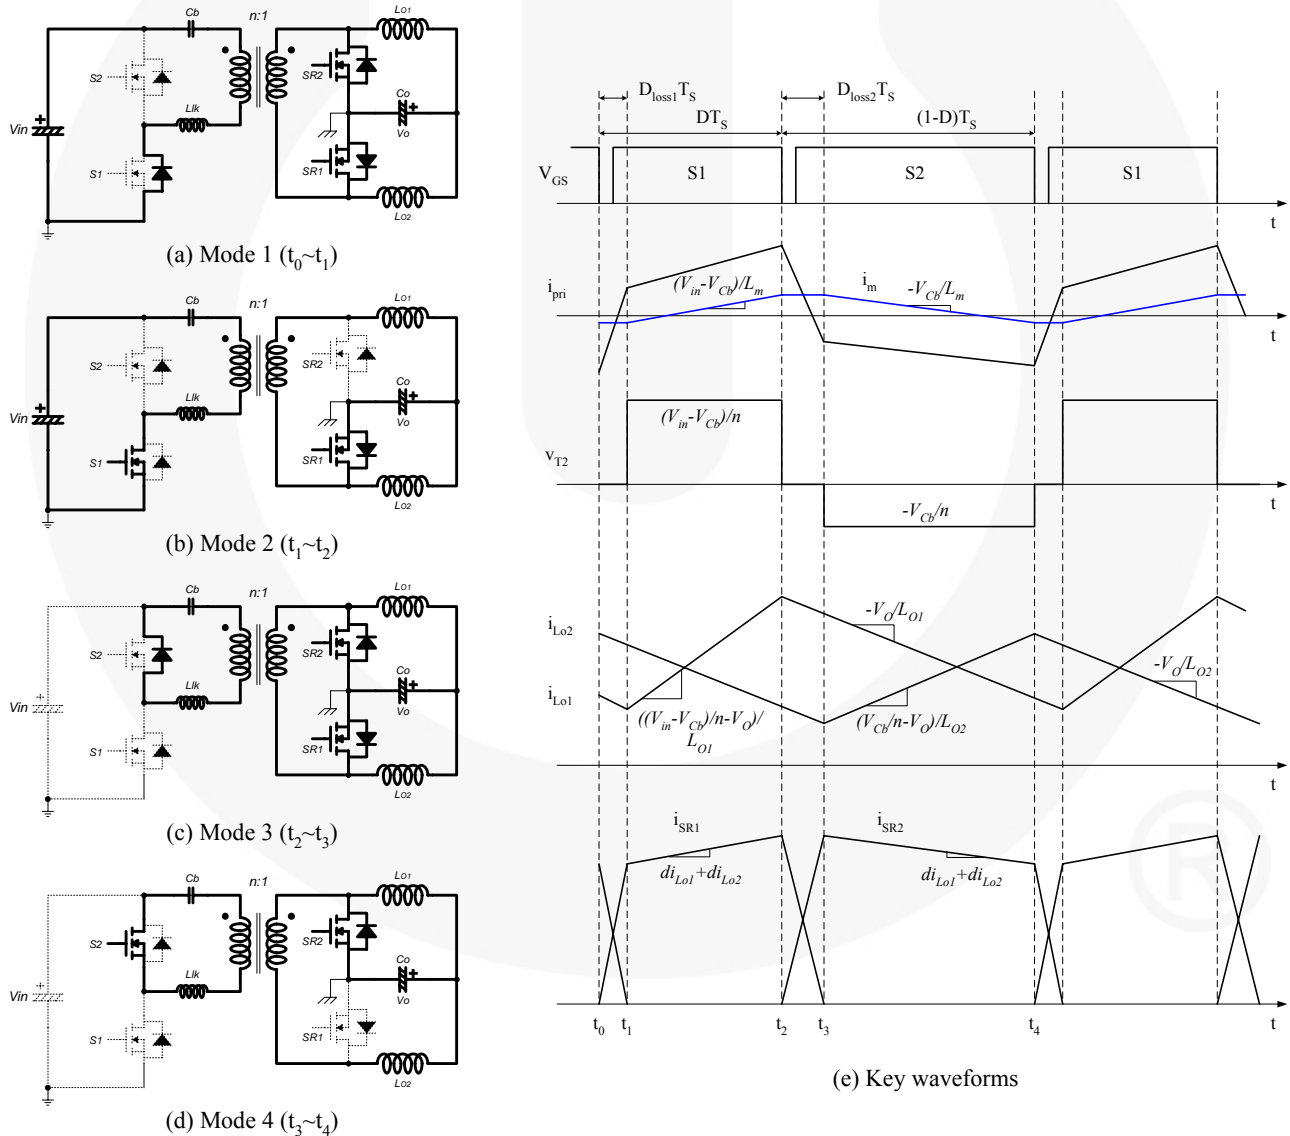 Cb
n:1
LO1
S2
SR2
Llk
Co
Vo
Vin
S1
SR1
LO2
(a) Mode 1 (t0~t1)
Cb
n:1
LO1
S2
SR2
Llk
Co
Vo
Vin
S1
SR1
LO2
(b) Mode 2 (t1~t2)
Cb
n:1
LO1
S2
SR2
Llk
Co
Vo
Vin
S1
SR1
LO2
(c) Mode 3 (t2~t3)
Cb
n:1
LO1
S2
SR2
Llk
Co
Vo
Vin
S1
SR1
LO2
(d) Mode 4 (t3~t4)
Dloss1TS
Dloss2TS
DTS
(1-D)TS
VGS
S1
S2
S1
t
ipri
(Vin-VCb)/Lm
im
-VCb/Lm
t
vT2
(Vin-VCb)/n
-VCb/n
t
iLo2
iLo1
-VO/LO1
-VO/LO2
((Vin-VCb)/n-VO)/
LO1
(VCb/n-VO)/LO2
t
iSR1
iSR2
diLo1+diLo2
diLo1+diLo2
t0
t1
t2
t3
t4
t
(e) Key waveforms
®